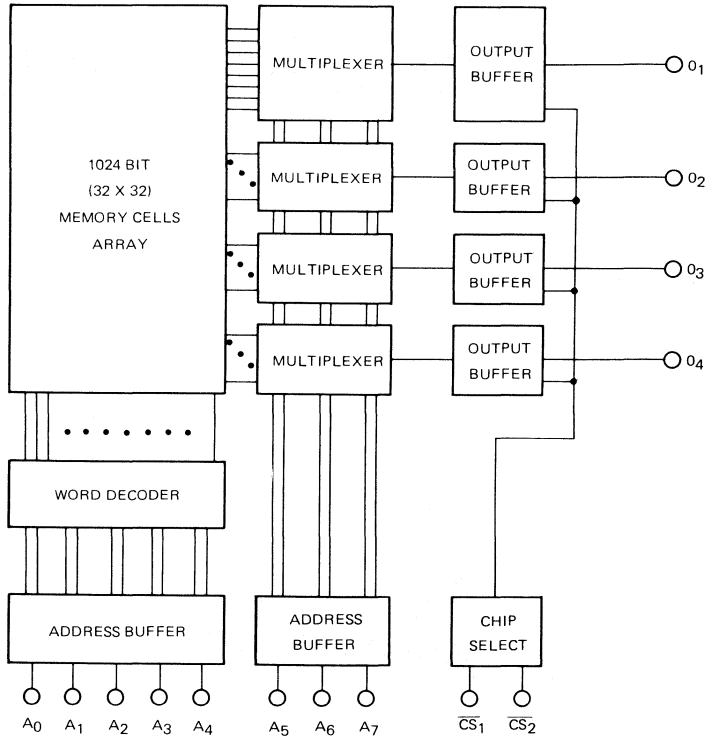 1024 BIT
(32 X 32)
MEMORY CELLS
ARRAY
MULTIPLEXER
OUTPUT
BUFFER
O1
MULTIPLEXER
OUTPUT
BUFFER
O2
MULTIPLEXER
OUTPUT
BUFFER
O3
MULTIPLEXER
OUTPUT
BUFFER
O4
WORD DECODER
ADDRESS BUFFER
ADDRESS
BUFFER
CHIP
SELECT
A0 A1 A2 A3 A4 A5 A6 A7 C̅S̅1 C̅S̅2